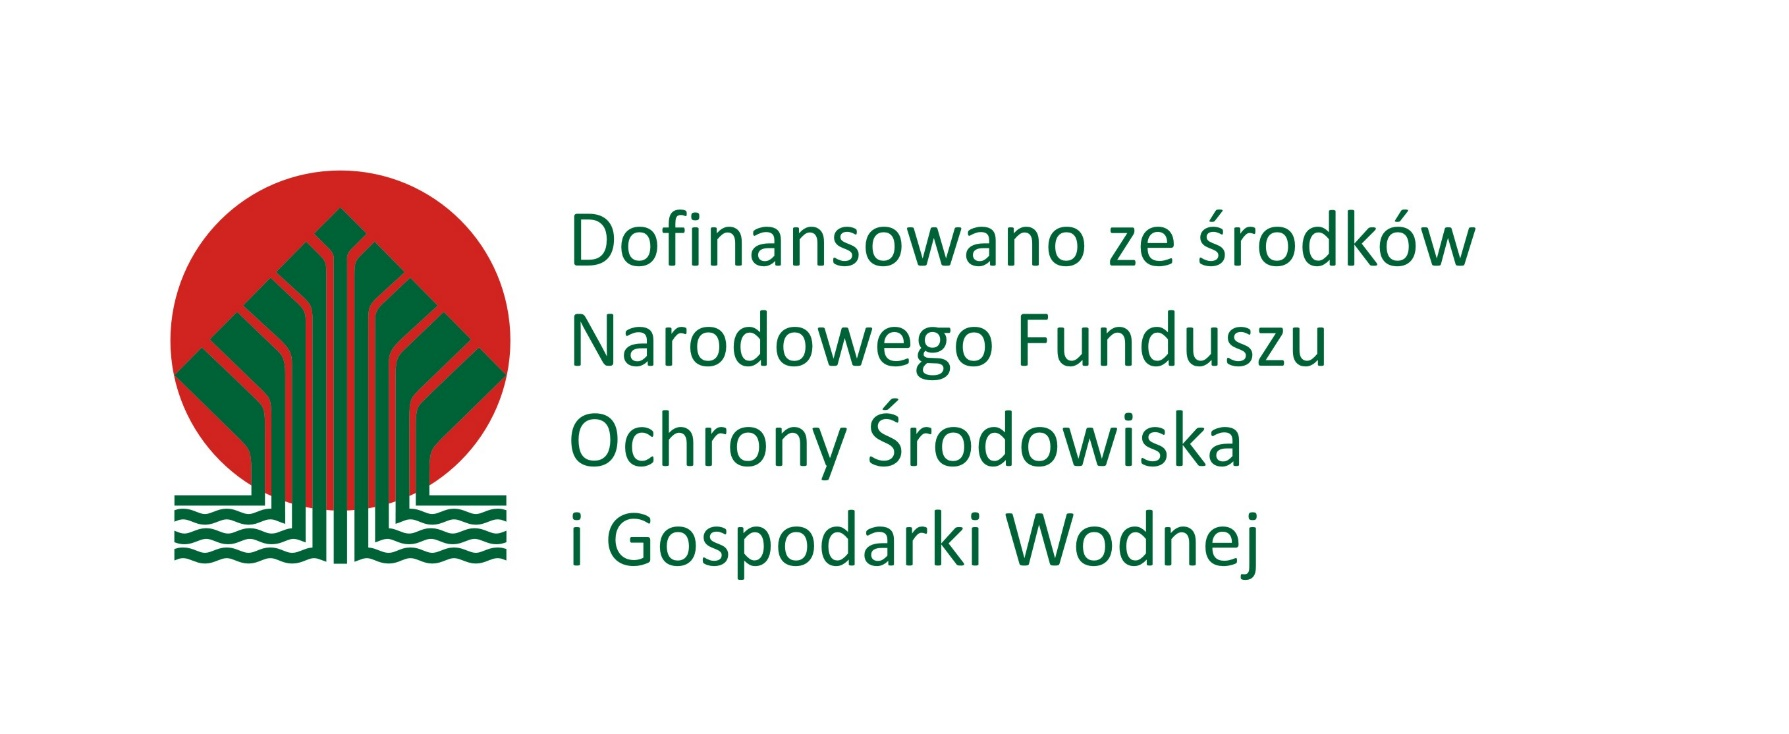 Dofinansowano ze środków
Narodowego Funduszu
Ochrony Środowiska
i Gospodarki Wodnej